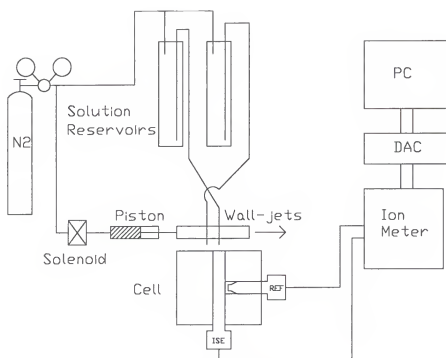 PC
Solution
Reservoirs
N2
DAC
Piston
Wall-jets
Ion
Meter
Solenoid
Cell
REF
ISE